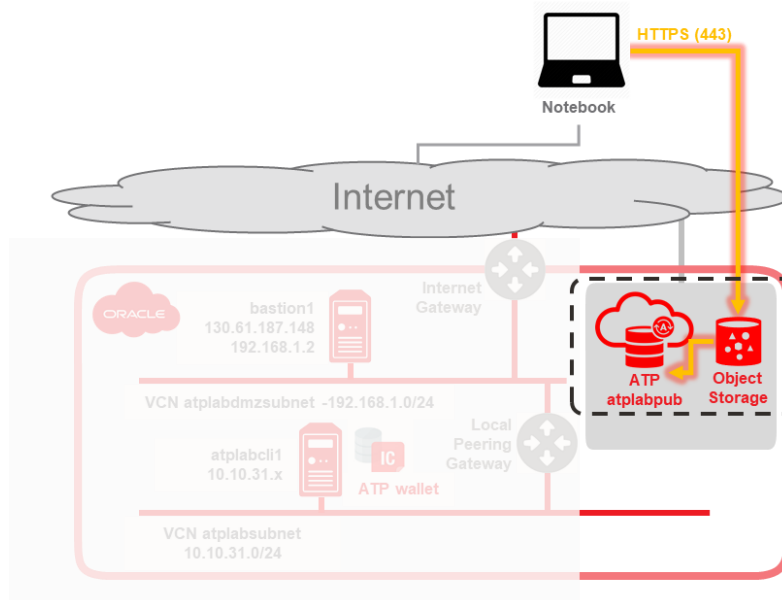 HTTPS (443)
Notebook
Internet
Internet
Gateway
ORACLE
bastion1
130.61.187.148
192.168.1.2
A
ATP
atplabpub
Object
Storage
VCN atplabdmzsubnet -192.168.1.0/24
Local
Peering
Gateway
atplabcli1
10.10.31.x
IC
ATP wallet
VCN atplabsubnet
10.10.31.0/24